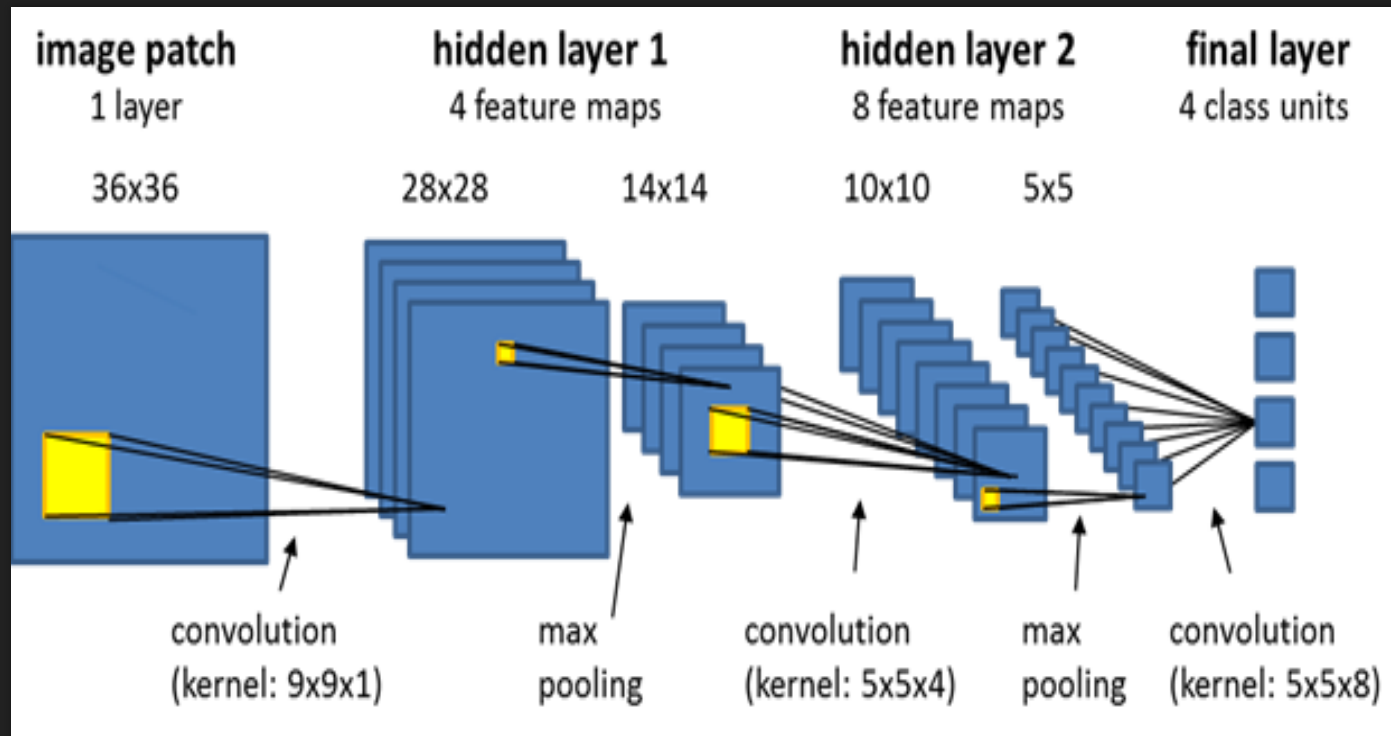 image patch
1 layer
36x36
hidden layer 1
4 feature maps
28x28
14x14
hidden layer 2
8 feature maps
10x10
5x5
final layer
4 class units
convolution
(kernel: 9x9x1)
max
pooling
convolution
(kernel: 5x5x4)
max
pooling
convolution
(kernel: 5x5x8)